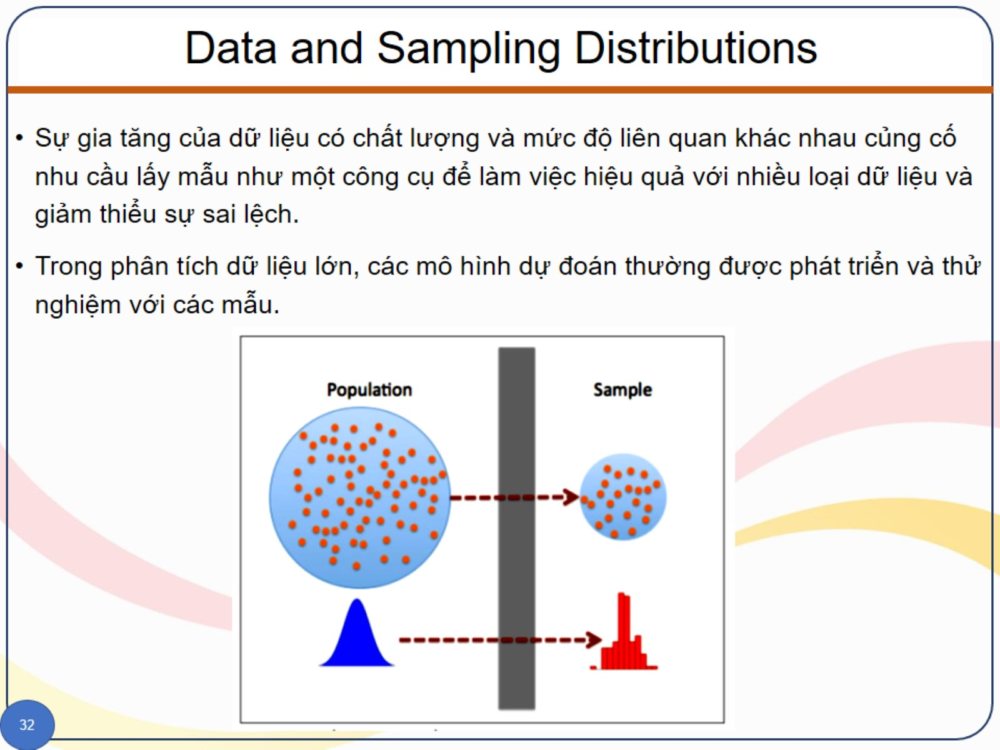 Data and Sampling Distributions
• Sự gia tăng của dữ liệu có chất lượng và mức độ liên quan khác nhau củng cố
nhu cầu lấy mẫu như một công cụ để làm việc hiệu quả với nhiều loại dữ liệu và
giảm thiểu sự sai lệch.
• Trong phân tích dữ liệu lớn, các mô hình dự đoán thường được phát triển và thử
nghiệm với các mẫu.
Population
Sample
32